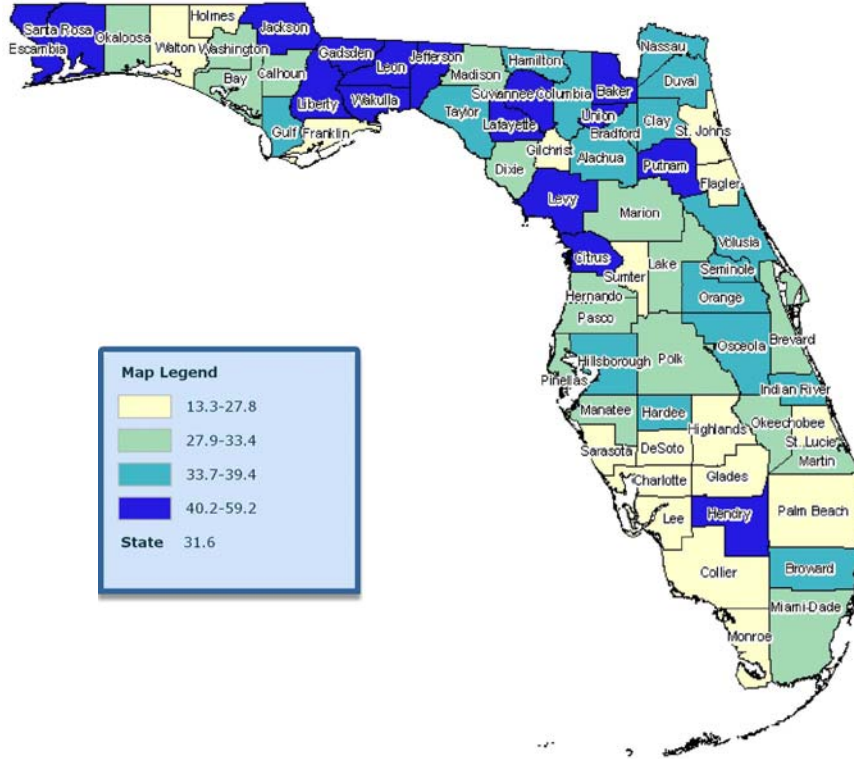 Holmes
Jackson
Santa Rosa
Escambia
Okaloosa
Walton
Washington
Bay
Calhoun
Gadsden
Leon
Jefferson
Madison
Hamilton
Liberty
Wakulla
Gulf
Franklin
Taylor
Suwannee
Columbia
Baker
Nassau
Duval
Lafayette
Union
Bradford
Clay
St. Johns
Gilchrist
Alachua
Putnam
Dixie
Flagler
Levy
Marion
Volusia
Citrus
Sumter
Lake
Seminole
Orange
Hernando
Pasco
Brevard
Osceola
Hillsborough
Polk
Pinellas
Indian River
Manatee
Hardee
Highlands
Okeechobee
St. Lucie
Sarasota
DeSoto
Martin
Charlotte
Glades
Lee
Hendry
Palm Beach
Collier
Broward
Miami-Dade
Monroe
Map Legend
13.3-27.8
27.9-33.4
33.7-39.4
40.2-59.2
State 31.6